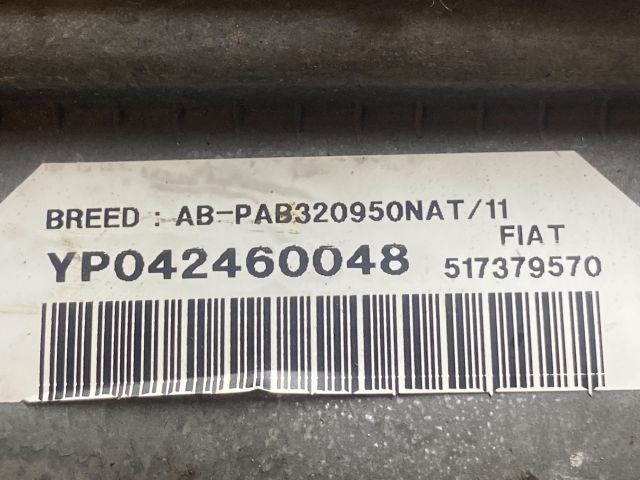 BREED : AB-PAB320950NAT/11
FIAT
YP042460048 517379570